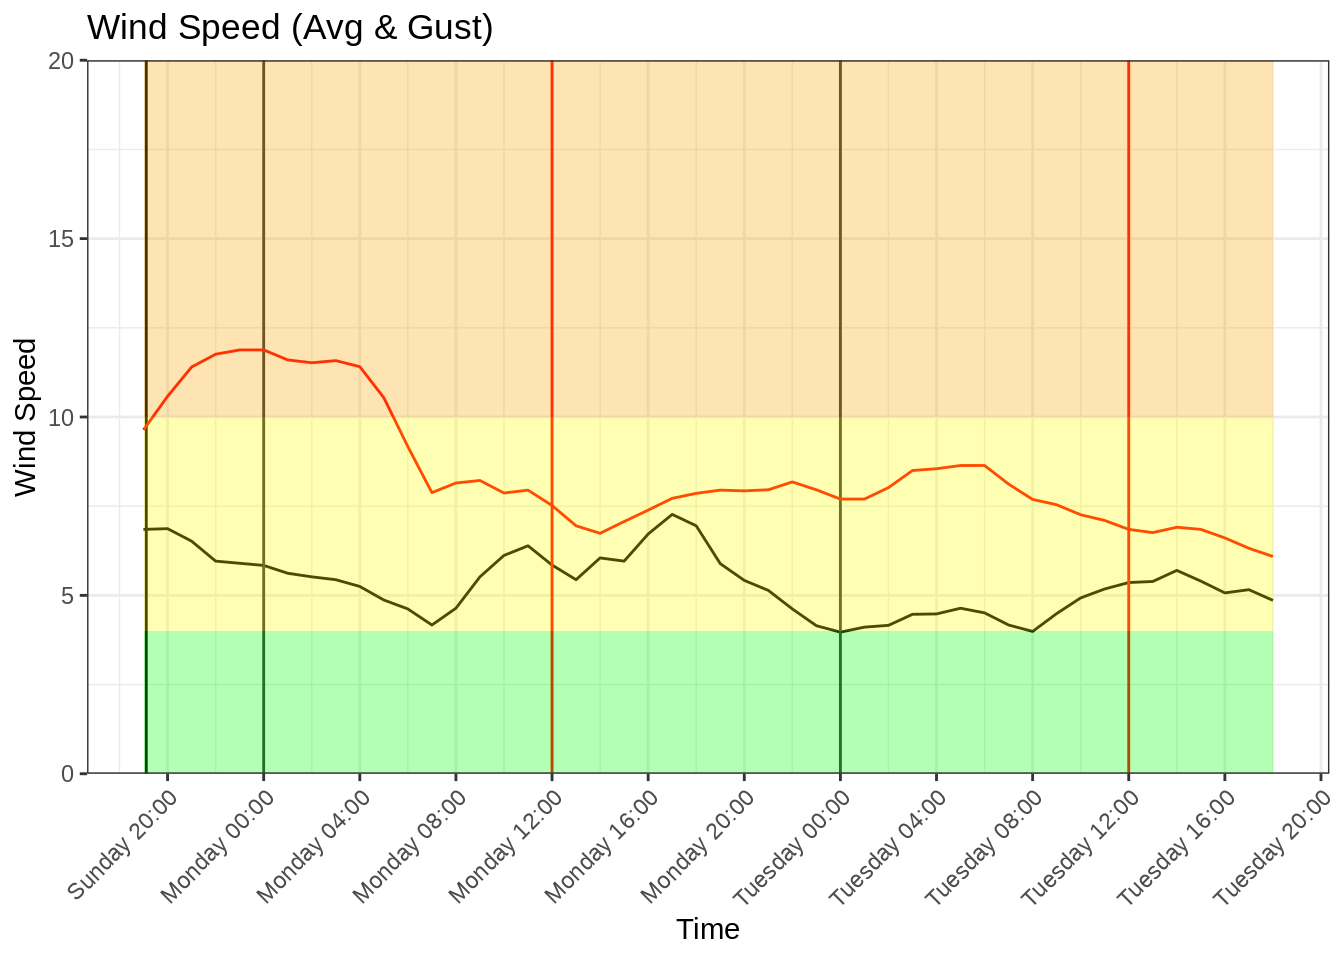 Wind Speed (Avg & Gust)
20
15
10
5
0
Wind Speed
Sunday 20:00
Monday 00:00
Monday 04:00
Monday 08:00
Monday 12:00
Monday 16:00
Monday 20:00
Tuesday 00:00
Tuesday 04:00
Tuesday 08:00
Tuesday 12:00
Tuesday 16:00
Tuesday 20:00
Time